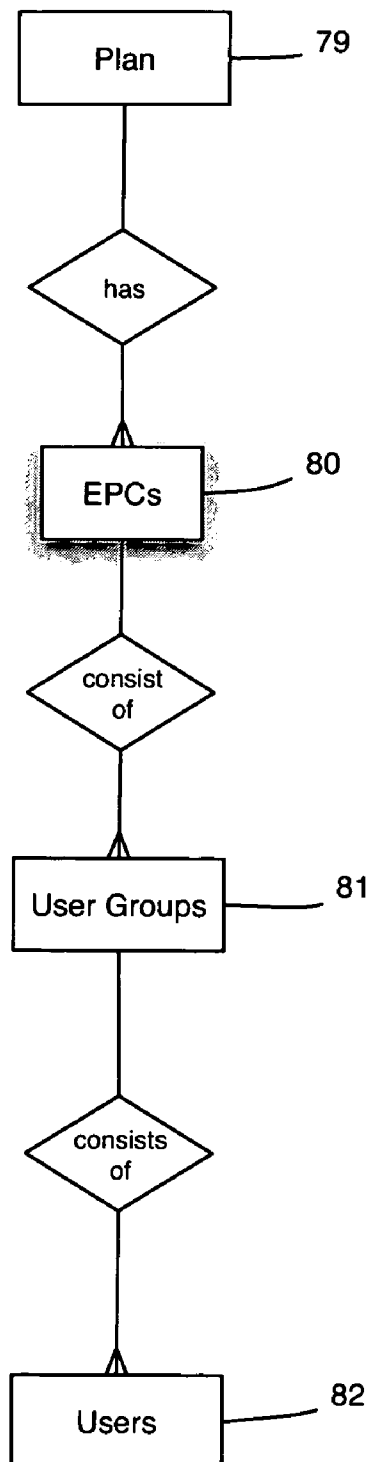 Plan
79
has
EPCs
80
consist
of
User Groups
81
consists
of
Users
82